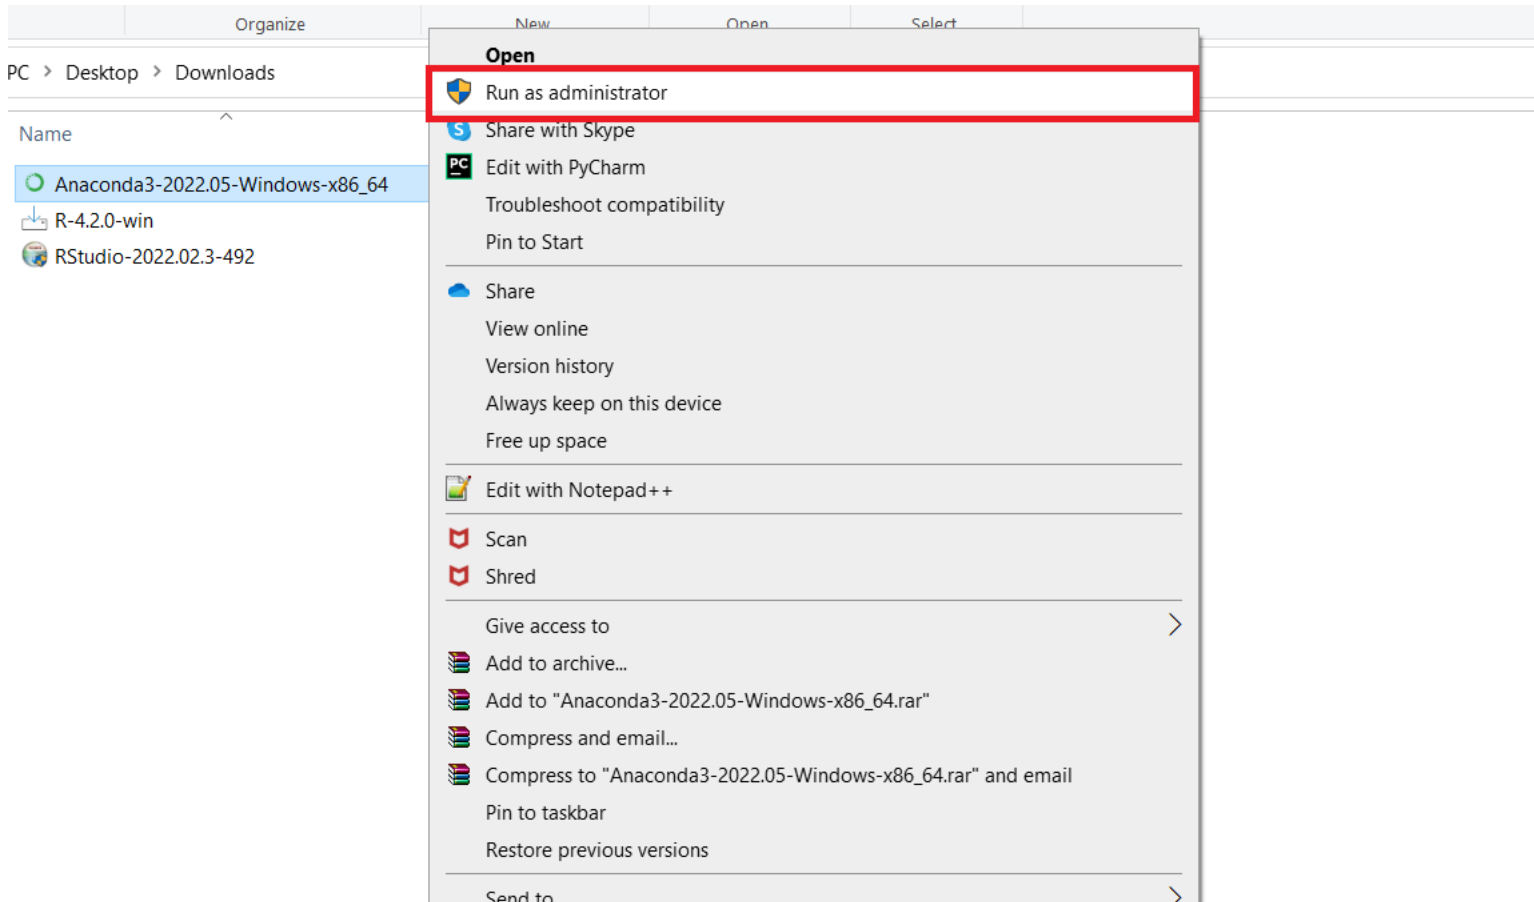 Organize
New
Open
Select
PC > Desktop > Downloads
Name
Anaconda3-2022.05-Windows-x86_64
R-4.2.0-win
RStudio-2022.02.3-492
Open
Run as administrator
S Share with Skype
PC Edit with PyCharm
Troubleshoot compatibility
Pin to Start
Share
View online
Version history
Always keep on this device
Free up space
Edit with Notepad++
Scan
Shred
Give access to
Add to archive...
Add to "Anaconda3-2022.05-Windows-x86_64.rar"
Compress and email...
Compress to "Anaconda3-2022.05-Windows-x86_64.rar" and email
Pin to taskbar
Restore previous versions
Send to